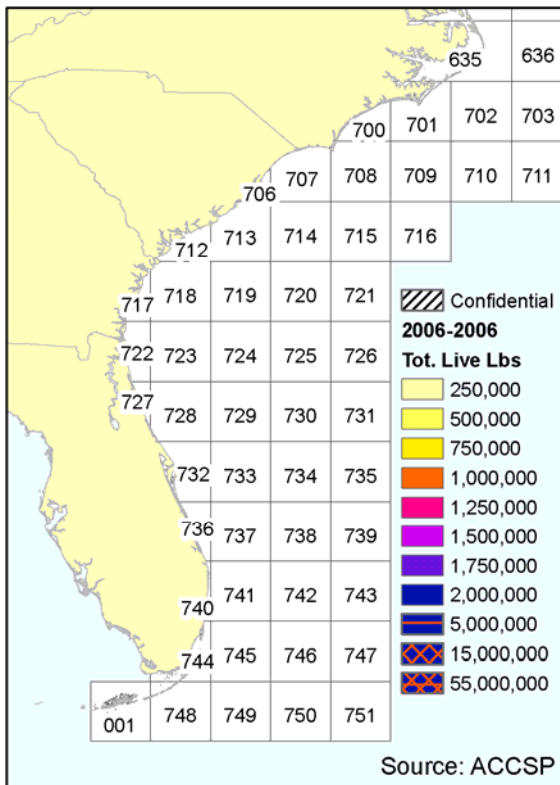 635 636
700 701 702 703
706 707 708 709 710 711
712 713 714 715 716
717 718 719 720 721
722 723 724 725 726
727 728 729 730 731
732 733 734 735
736 737 738 739
740 741 742 743
744 745 746 747
001 748 749 750 751
Confidential
2006-2006
Tot. Live Lbs
250,000
500,000
750,000
1,000,000
1,250,000
1,500,000
1,750,000
2,000,000
5,000,000
15,000,000
55,000,000
Source: ACCSP